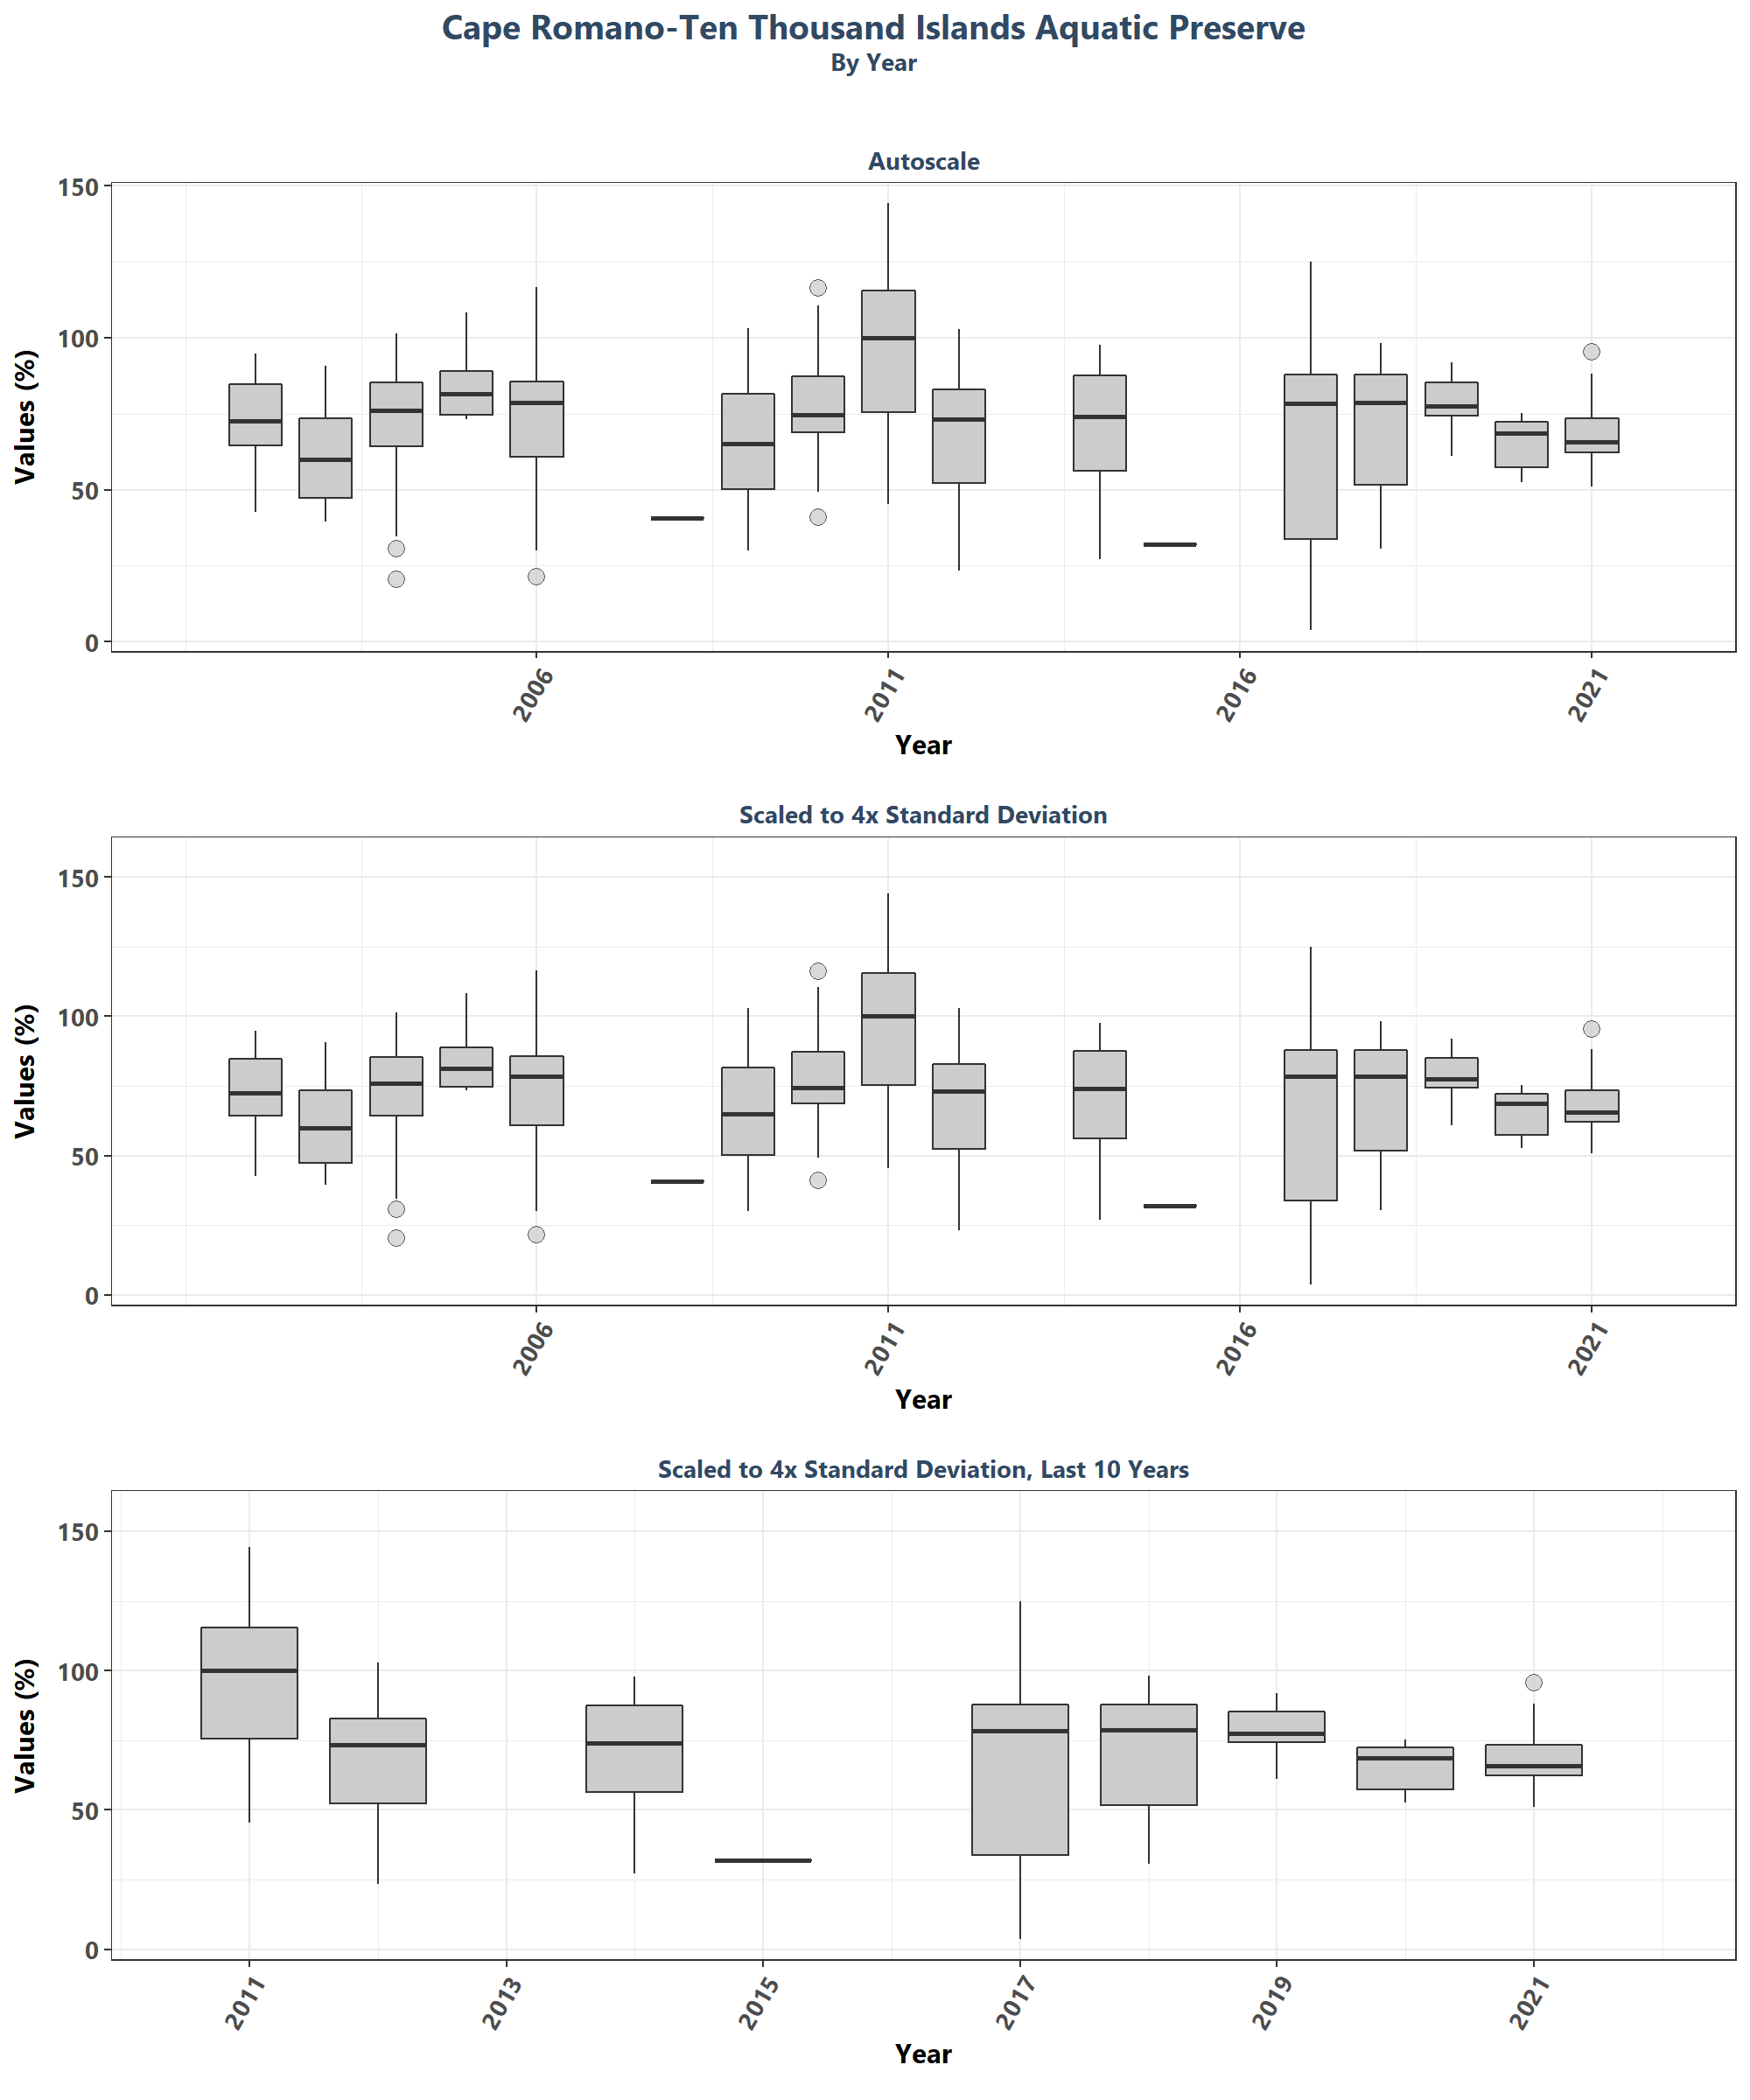 Cape Romano-Ten Thousand Islands Aquatic Preserve
By Year
Autoscale
150
100
50
0
Values (%)
2006
2011
2016
2021
Year
Scaled to 4x Standard Deviation
150
100
50
0
Values (%)
2006
2011
2016
2021
Year
Scaled to 4x Standard Deviation, Last 10 Years
150
100
50
0
Values (%)
2011
2013
2015
2017
2019
2021
Year